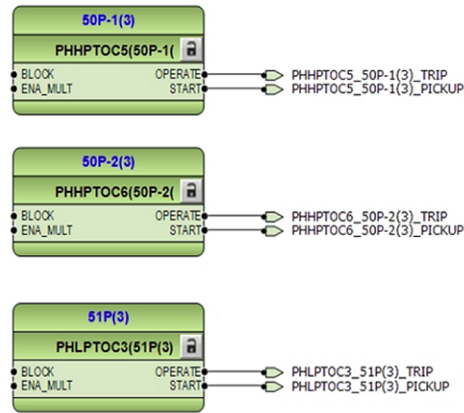 50P-1(3)
PHHPTOC5(50P-1(
BLOCK OPERATE PHHPTOC5_50P-1(3)_TRIP
ENA_MULT START PHHPTOC5_50P-1(3)_PICKUP
50P-2(3)
PHHPTOC6(50P-2(
BLOCK OPERATE PHHPTOC6_50P-2(3)_TRIP
ENA_MULT START PHHPTOC6_50P-2(3)_PICKUP
51P(3)
PHLPTOC3(51P(3)
BLOCK OPERATE PHLPTOC3_51P(3)_TRIP
ENA_MULT START PHLPTOC3_51P(3)_PICKUP